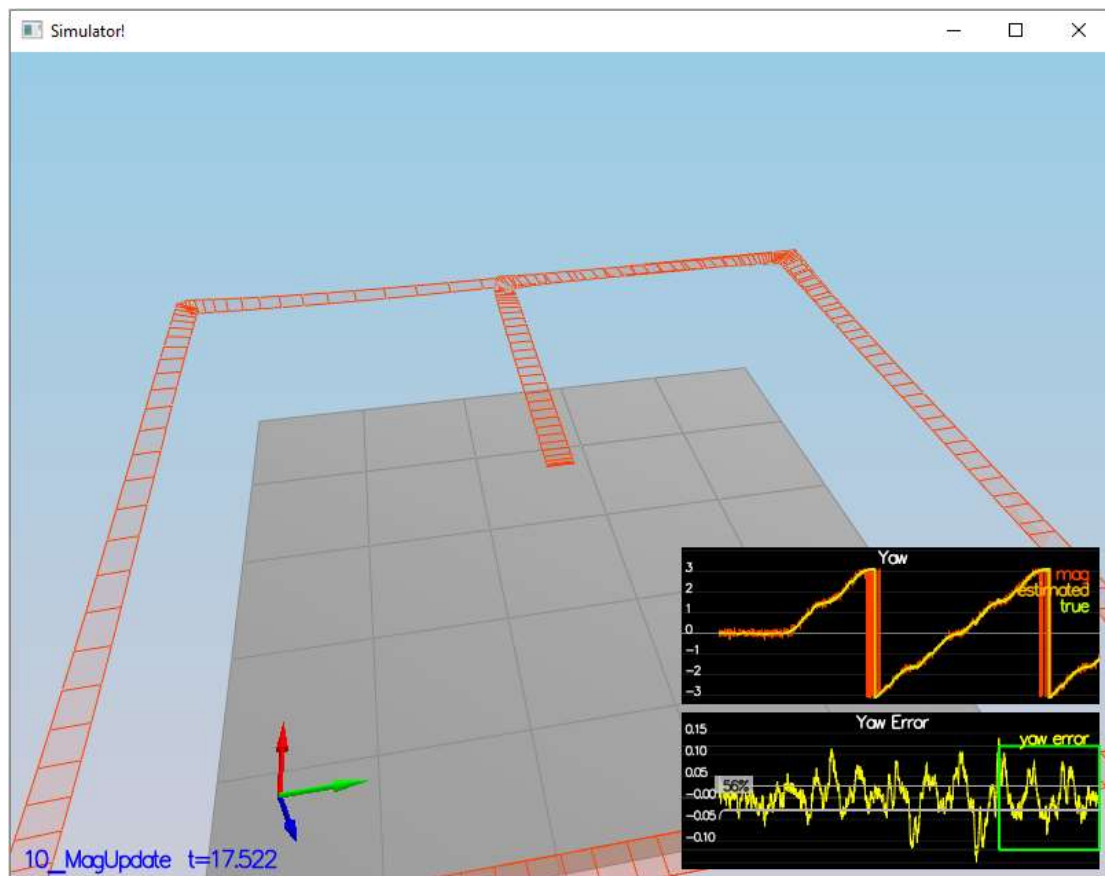 Simulator!
Yaw
3
2
1
0
−1
−2
−3
mag
estimated
true
Yaw Error
0.15
0.10
0.05
−0.00
−0.05
−0.10
yaw error
56%
10_MagUpdate t=17.522